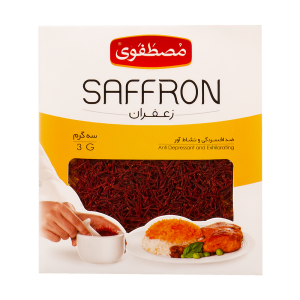 مصطفوی
SAFFRON
زعفران
سه گرم
3 G
ضد افسردگی و نشاط آور
Anti Depressant and Exhilarating